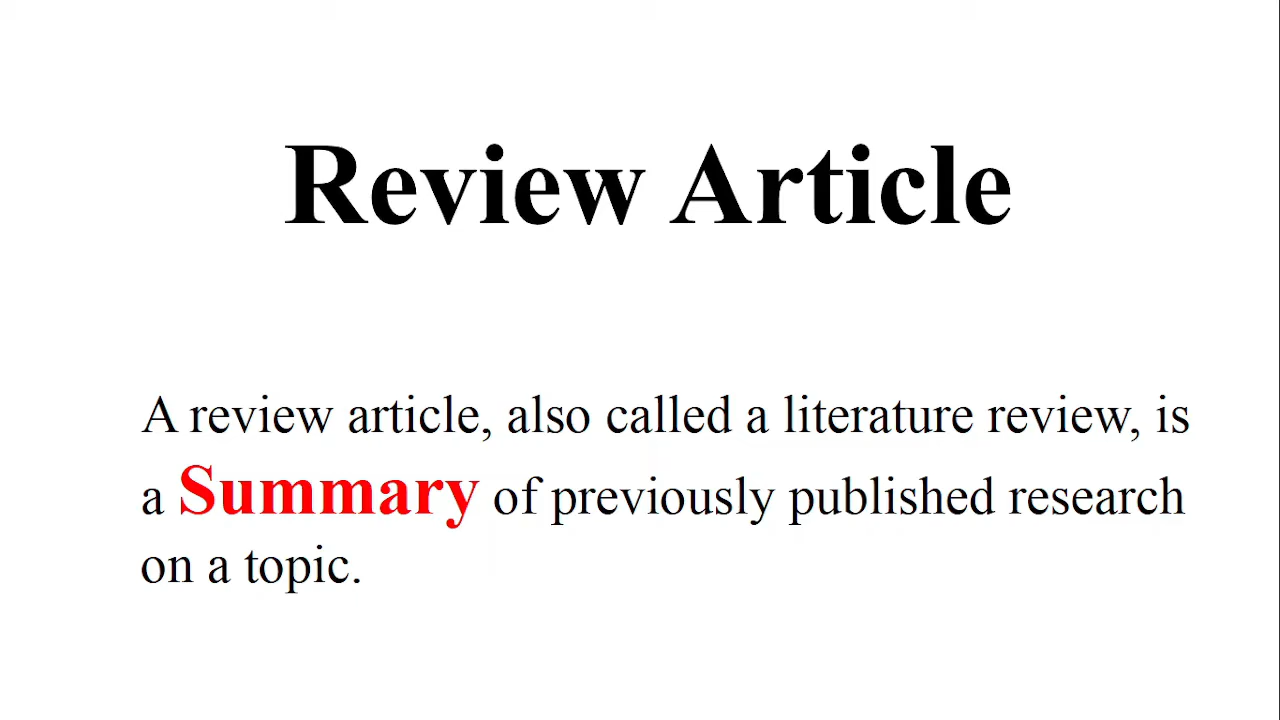 Review Article
A review article, also called a literature review, is
a Summary of previously published research
on a topic.